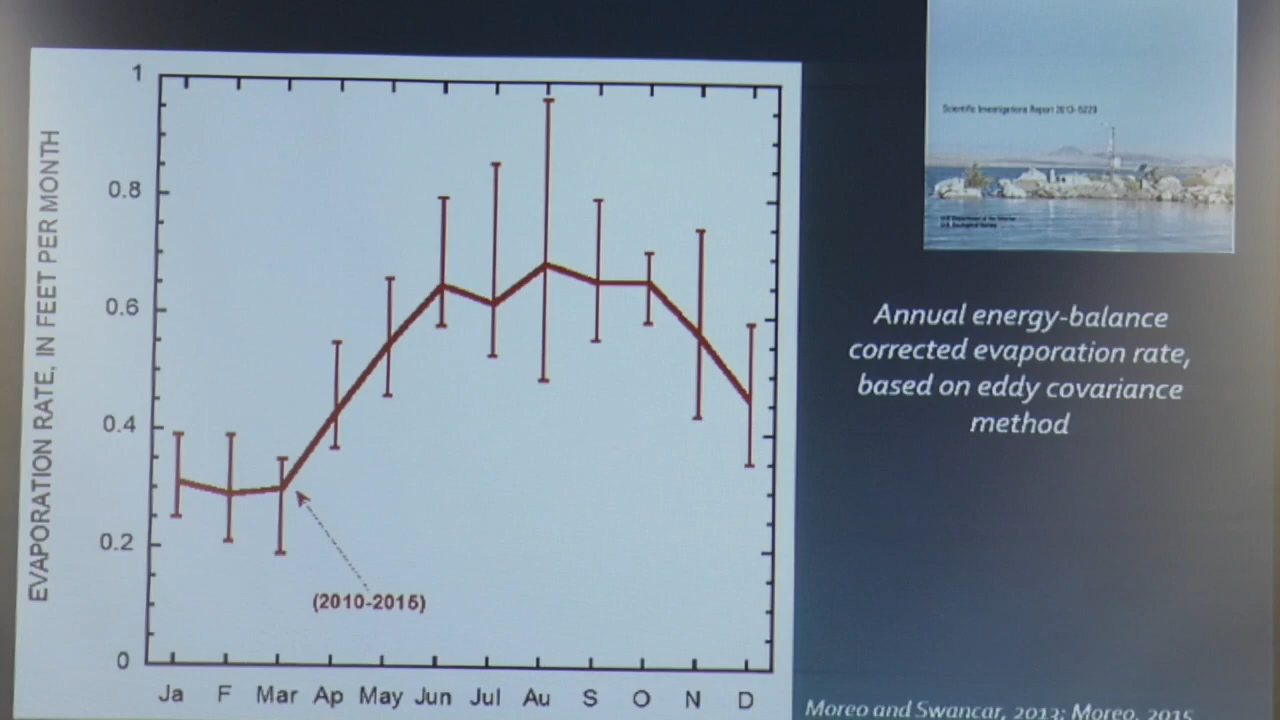 EVAPORATION RATE, IN FEET PER MONTH
1
0.8
0.6
0.4
0.2
0
Ja F Mar Ap May Jun Jul Au S O N D
(2010-2015)
Scientific Investigations Report 2013-5229
U.S. Department of the Interior
U.S. Geological Survey
Annual energy-balance
corrected evaporation rate,
based on eddy covariance
method
Moreo and Swancar, 2013; Moreo, 2015